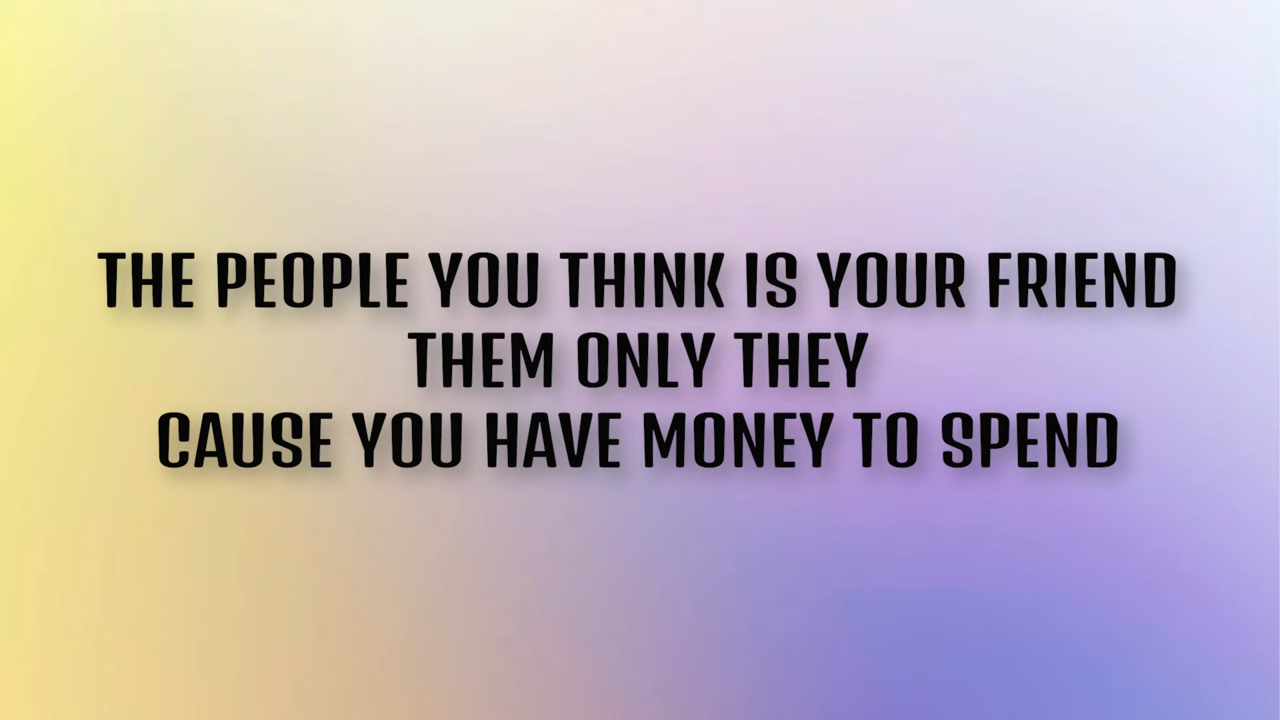 THE PEOPLE YOU THINK IS YOUR FRIEND
THEM ONLY THEY
CAUSE YOU HAVE MONEY TO SPEND